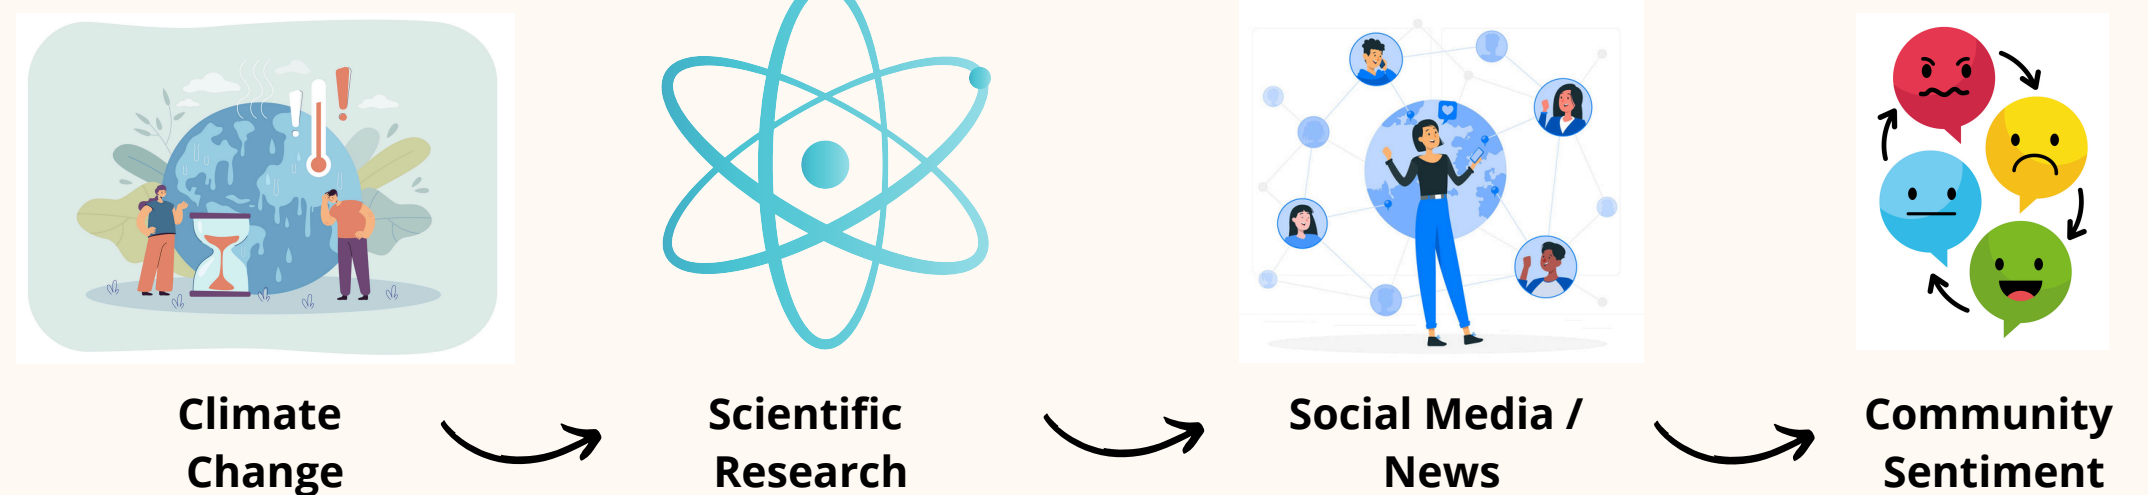 Climate
Change
Scientific
Research
Social Media /
News
Community
Sentiment